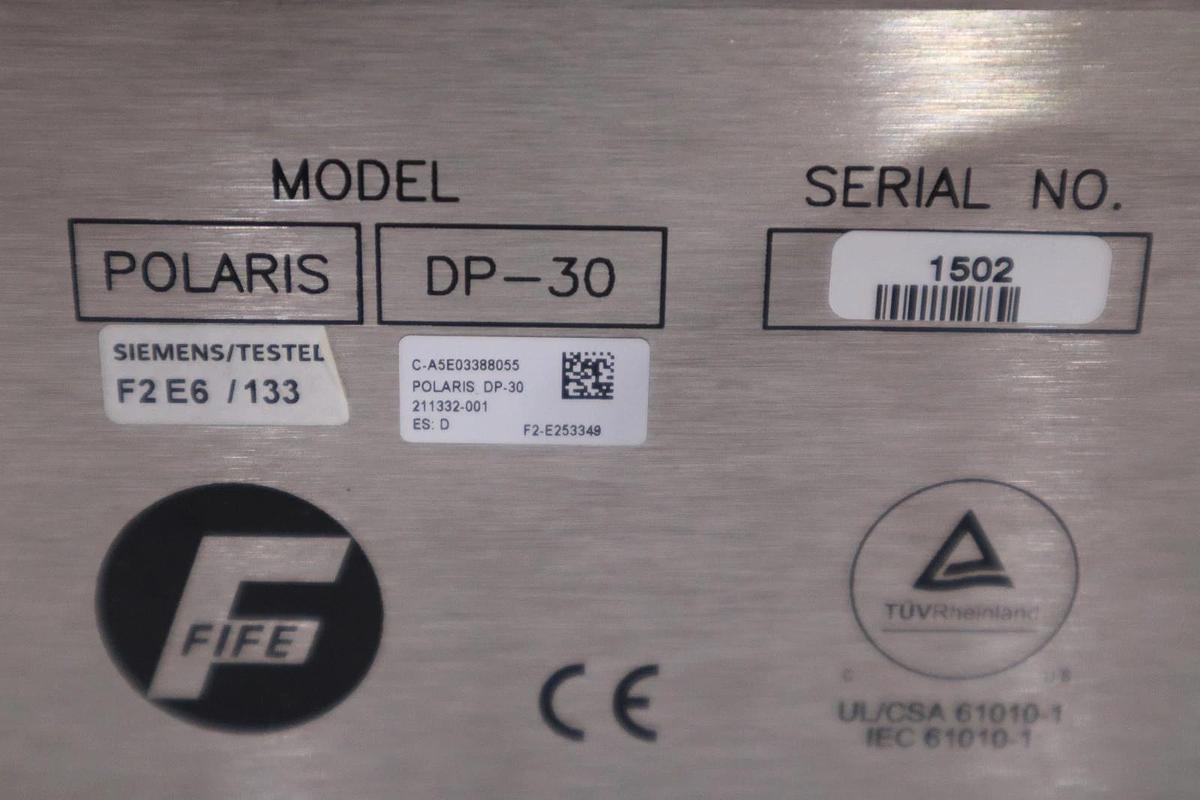 MODEL
SERIAL NO.
POLARIS
DP-30
1502
SIEMENS/TESTEL
F2 E6 /133
C-A5E03388055
POLARIS DP-30
211332-001
ES: D
F2-E253349
FIFE
TÜVRheinland
C US
CE
UL/CSA 61010-1
IEC 61010-1